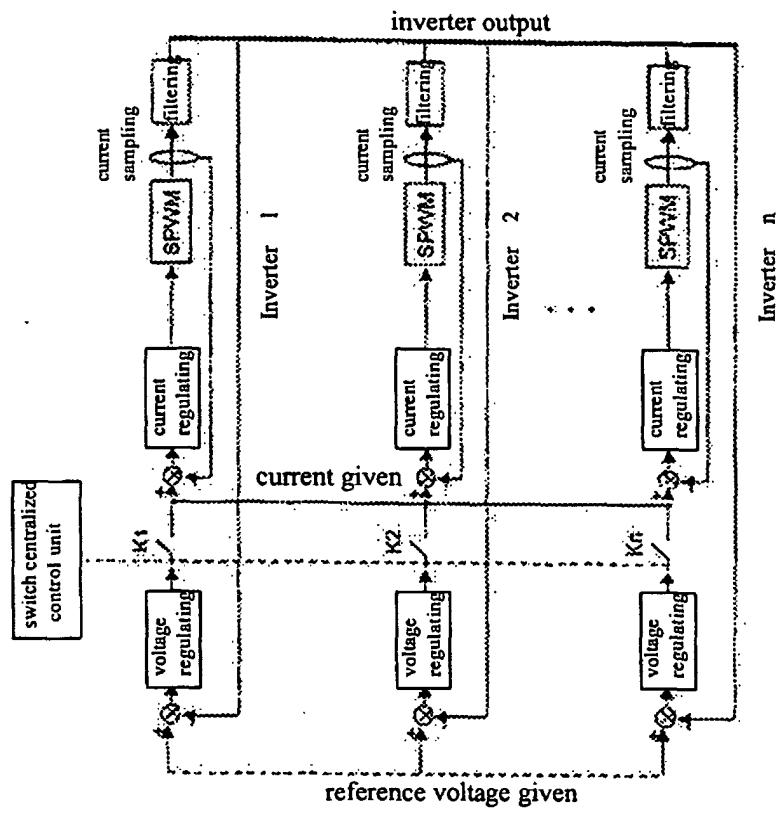 inverter output
filtering
current
sampling
SPWM
Inverter 1
current
regulating
K1
voltage
regulating
filtering
current
sampling
SPWM
Inverter 2
current
regulating
K2
voltage
regulating
filtering
current
sampling
SPWM
Inverter n
current
regulating
Kn
voltage
regulating
current given
switch centralized
control unit
reference voltage given